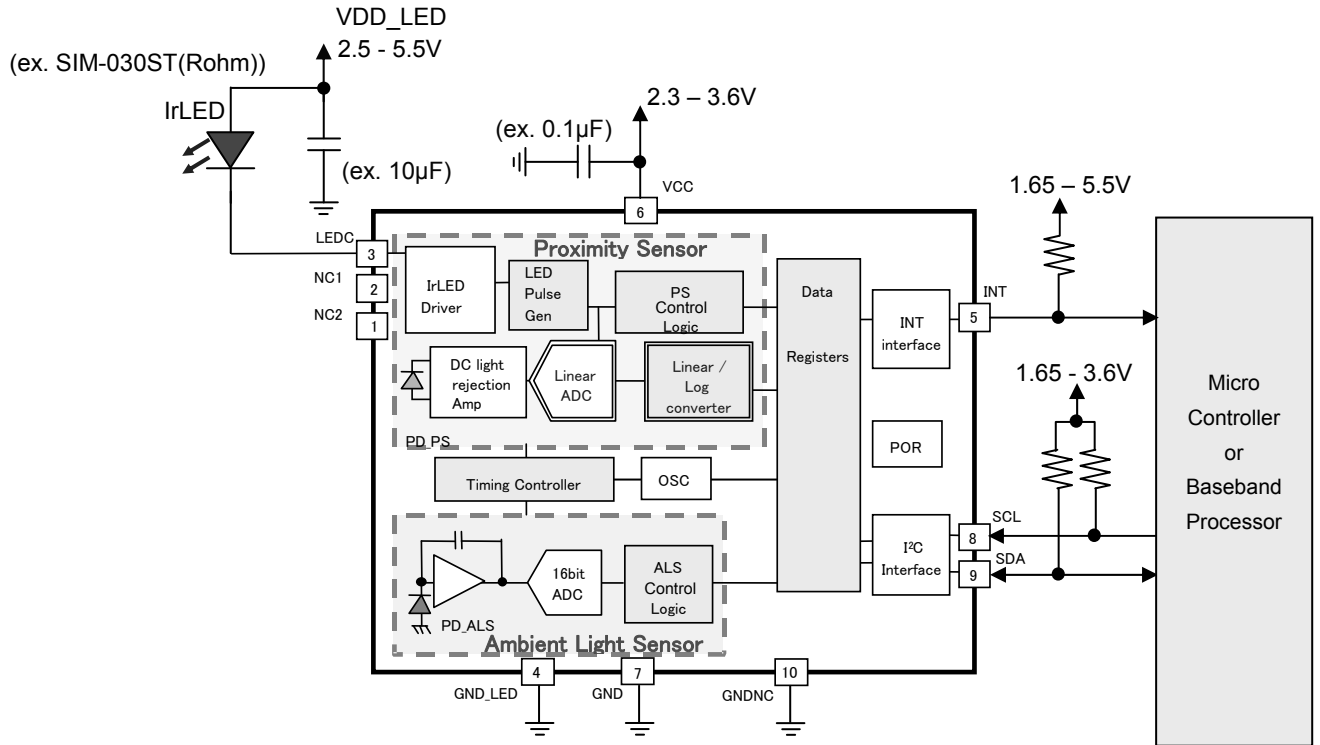 VDD_LED
2.5 - 5.5V
(ex. SIM-030ST(Rohm))
IrLED
(ex. 10µF)
2.3 – 3.6V
(ex. 0.1µF)
VCC
6
1.65 – 5.5V
LEDC
3
NC1
2
NC2
1
Proximity Sensor
IrLED
Driver
LED
Pulse
Gen
PS
Control
Logic
Data
Registers
INT
interface
INT
5
DC light
rejection
Amp
Linear
ADC
Linear /
Log
converter
PD_PS
1.65 - 3.6V
Micro
Controller
or
Baseband
Processor
POR
Timing Controller
OSC
I²C
Interface
SCL
8
SDA
9
16bit
ADC
ALS
Control
Logic
PD_ALS
Ambient Light Sensor
4
GND_LED
7
GND
10
GNDNC